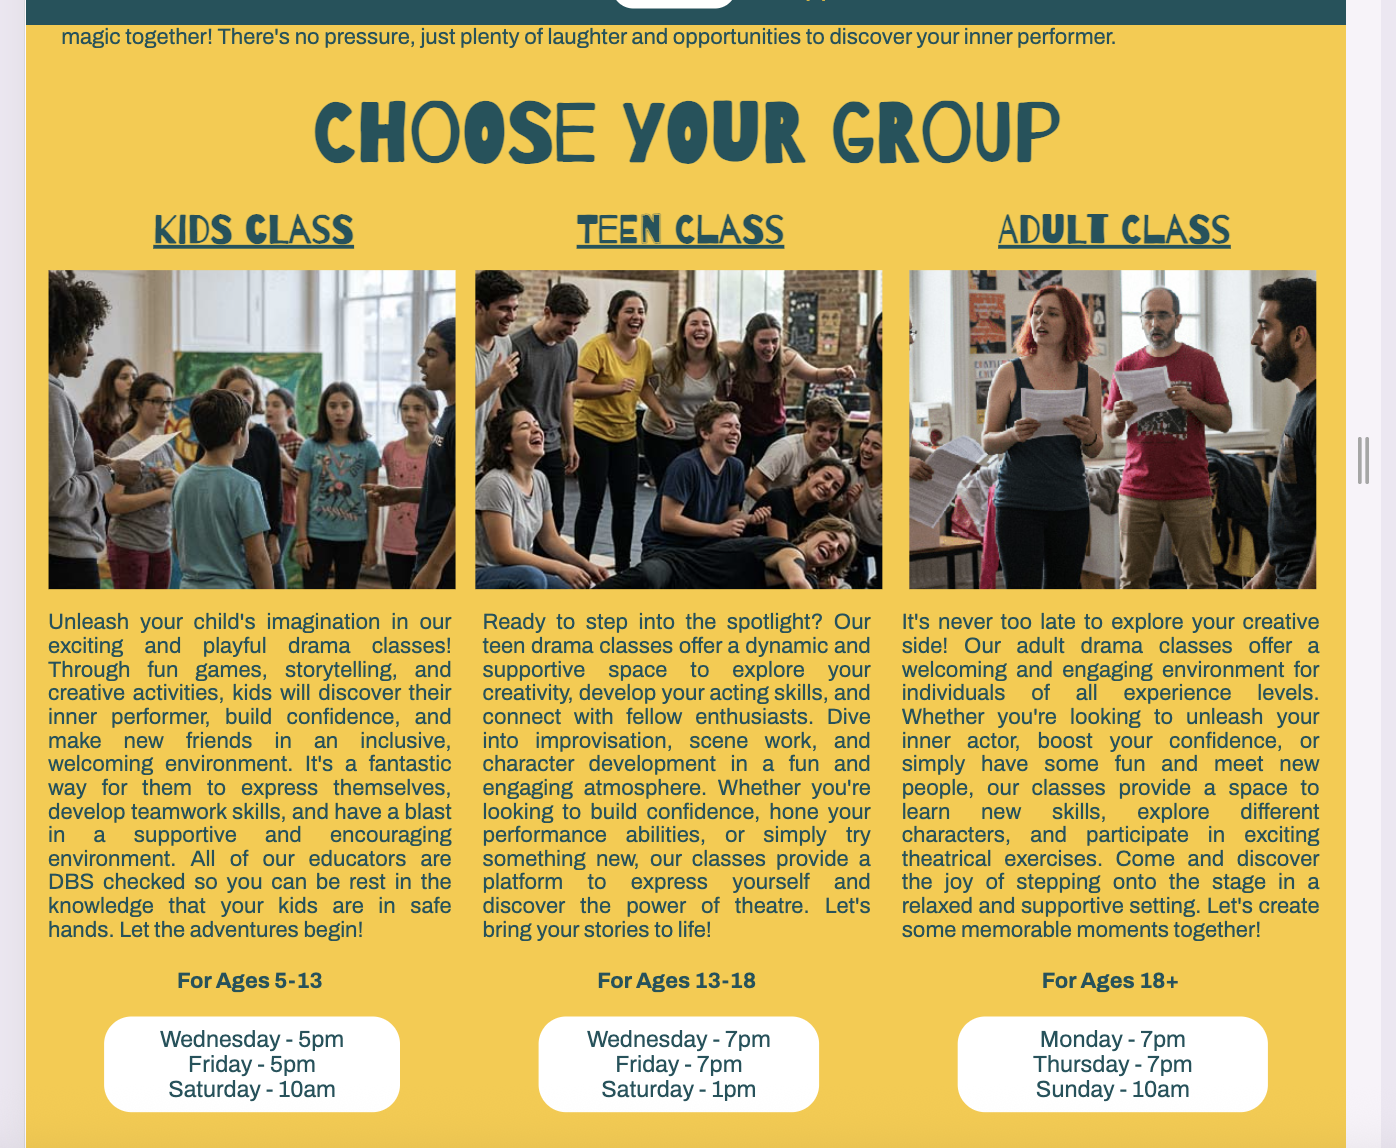 magic together! There's no pressure, just plenty of laughter and opportunities to discover your inner performer.
CHOOSE YOUR GROUP
KIDS CLASS
Unleash your child's imagination in our
exciting and playful drama classes!
Through fun games, storytelling, and
creative activities, kids will discover their
inner performer, build confidence, and
make new friends in an inclusive,
welcoming environment. It's a fantastic
way for them to express themselves,
develop teamwork skills, and have a blast
in a supportive and encouraging
environment. All of our educators are
DBS checked so you can be rest in the
knowledge that your kids are in safe
hands. Let the adventures begin!
For Ages 5-13
Wednesday - 5pm
Friday - 5pm
Saturday - 10am
TEEN CLASS
Ready to step into the spotlight? Our
teen drama classes offer a dynamic and
supportive space to explore your
creativity, develop your acting skills, and
connect with fellow enthusiasts. Dive
into improvisation, scene work, and
character development in a fun and
engaging atmosphere. Whether you're
looking to build confidence, hone your
performance abilities, or simply try
something new, our classes provide a
platform to express yourself and
discover the power of theatre. Let's
bring your stories to life!
For Ages 13-18
Wednesday - 7pm
Friday - 7pm
Saturday - 1pm
ADULT CLASS
It's never too late to explore your creative
side! Our adult drama classes offer a
welcoming and engaging environment for
individuals of all experience levels.
Whether you're looking to unleash your
inner actor, boost your confidence, or
simply have some fun and meet new
people, our classes provide a space to
learn new skills, explore different
characters, and participate in exciting
theatrical exercises. Come and discover
the joy of stepping onto the stage in a
relaxed and supportive setting. Let's create
some memorable moments together!
For Ages 18+
Monday - 7pm
Thursday - 7pm
Sunday - 10am